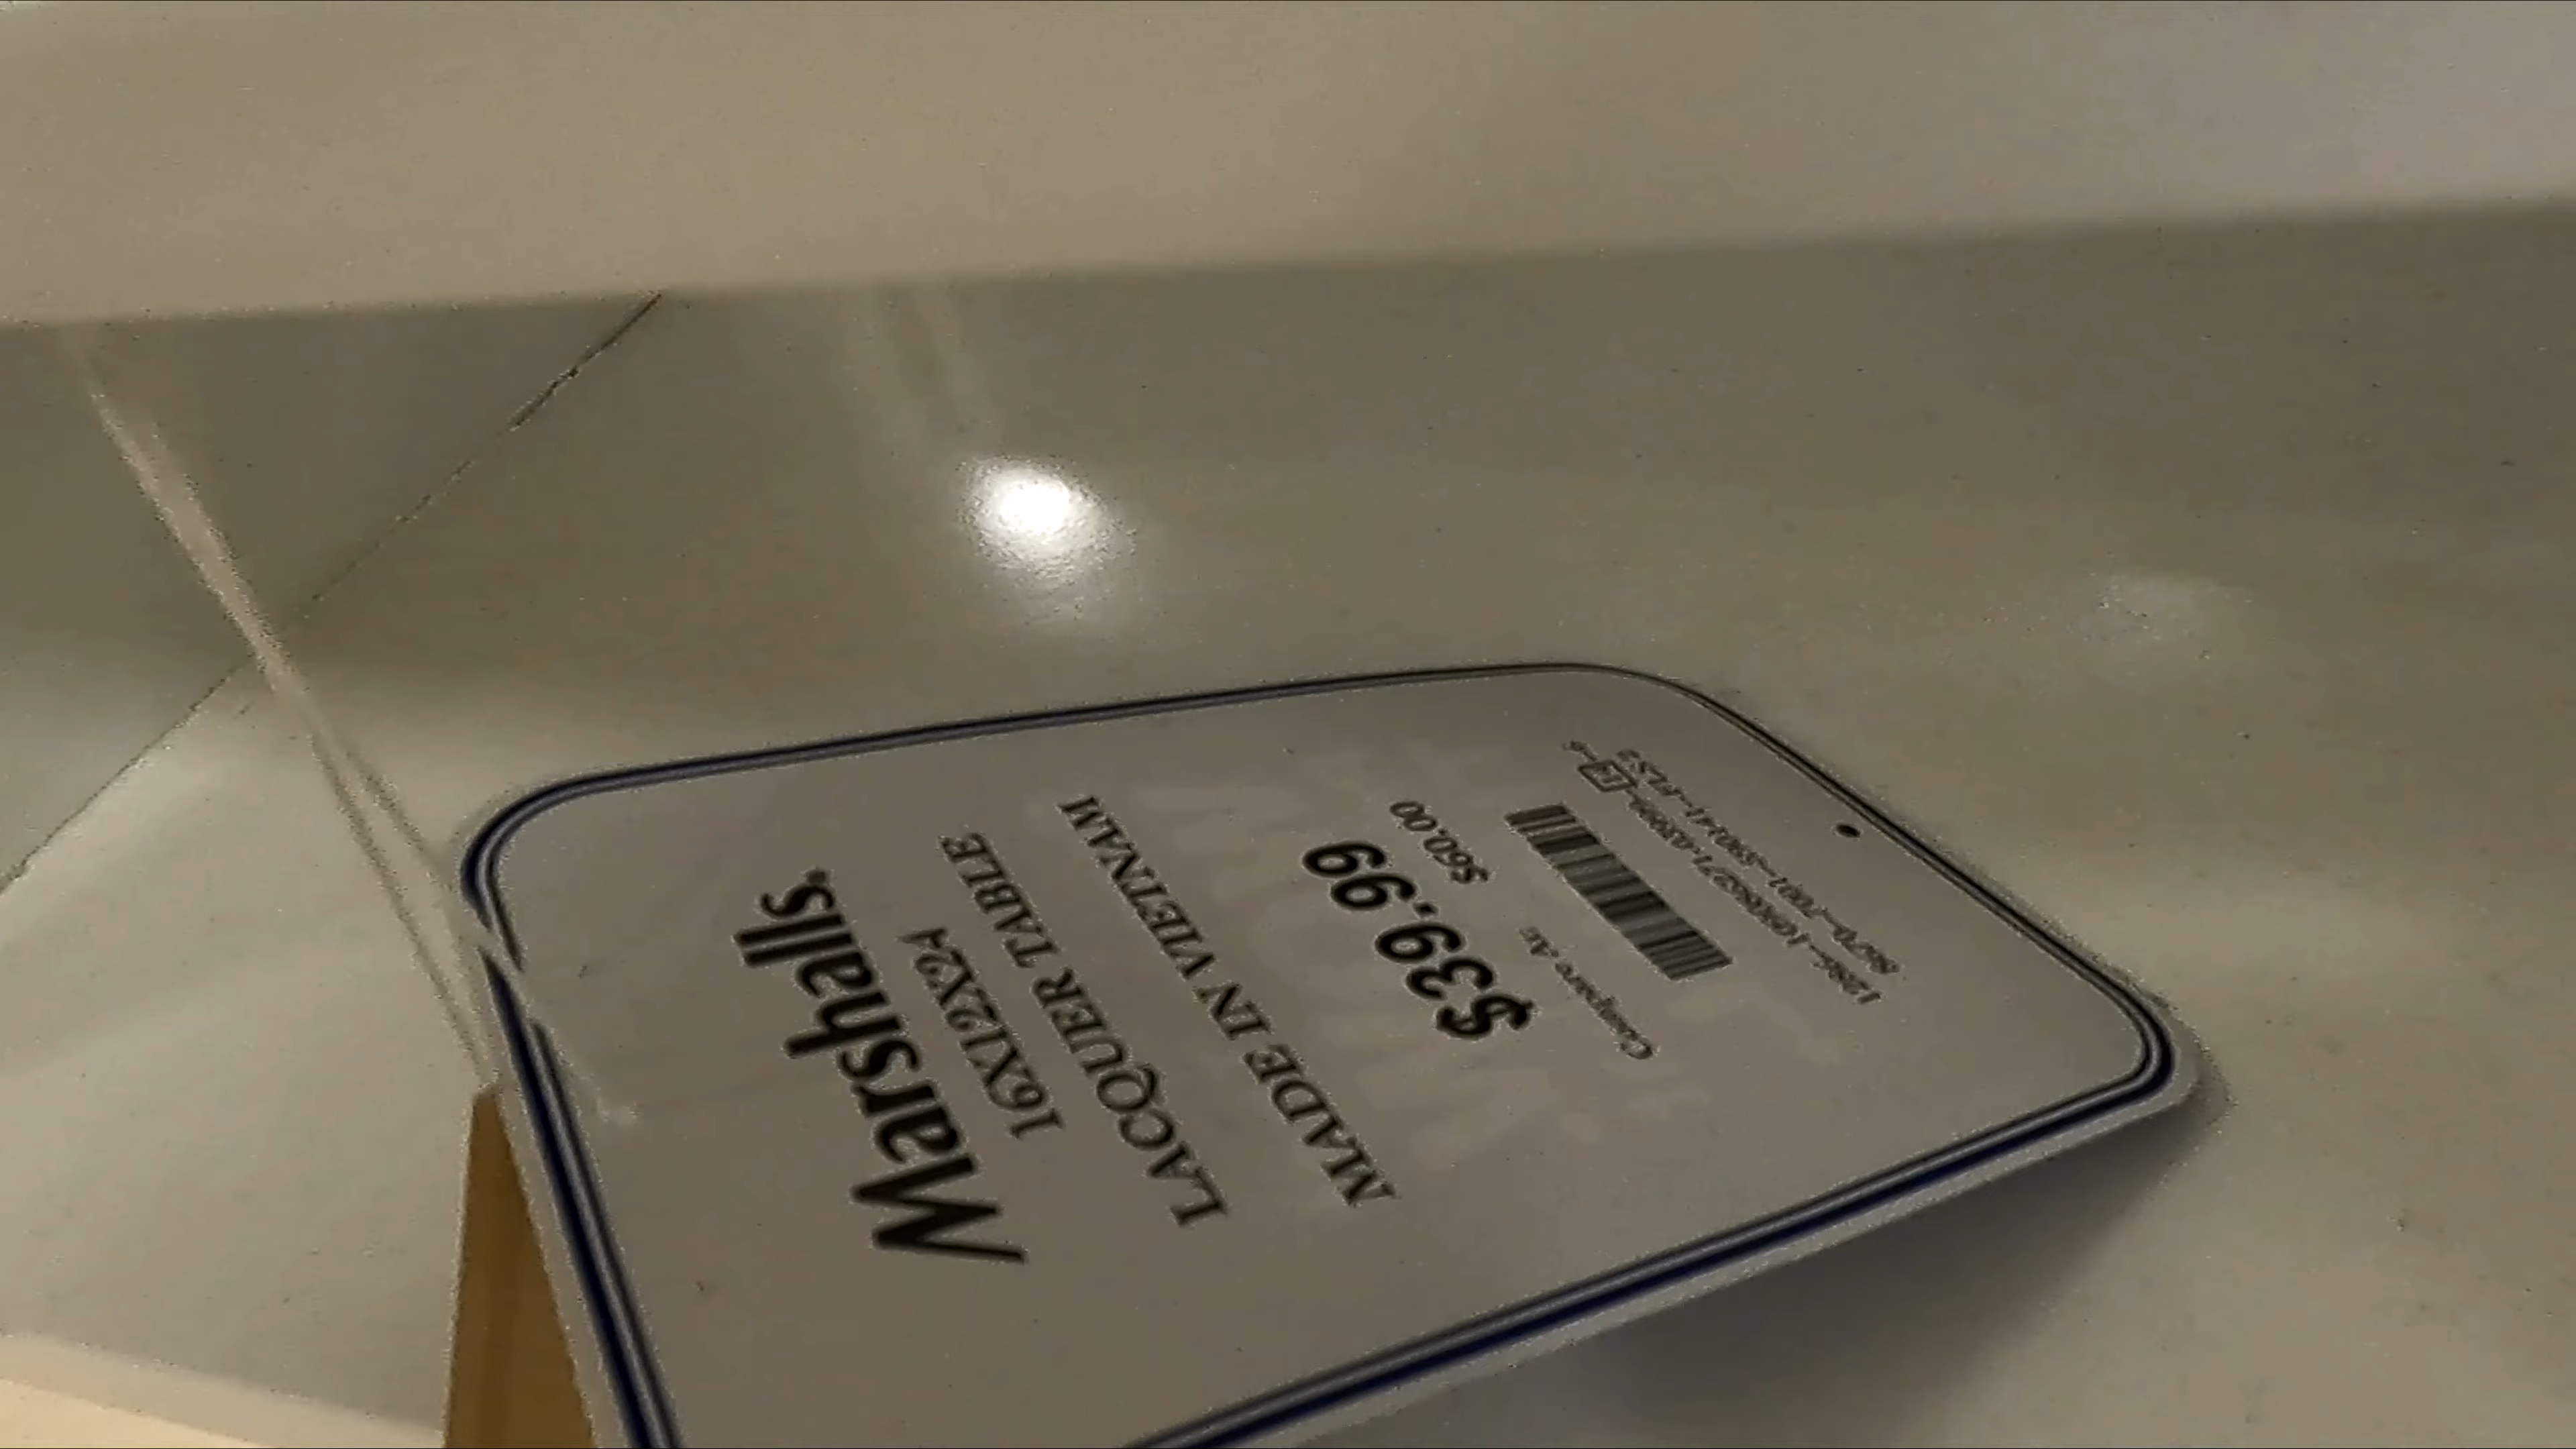 Marshalls.
16X12X24
LACQUER TABLE
MADE IN VIETNAM
$39.99
Compare At: $60.00